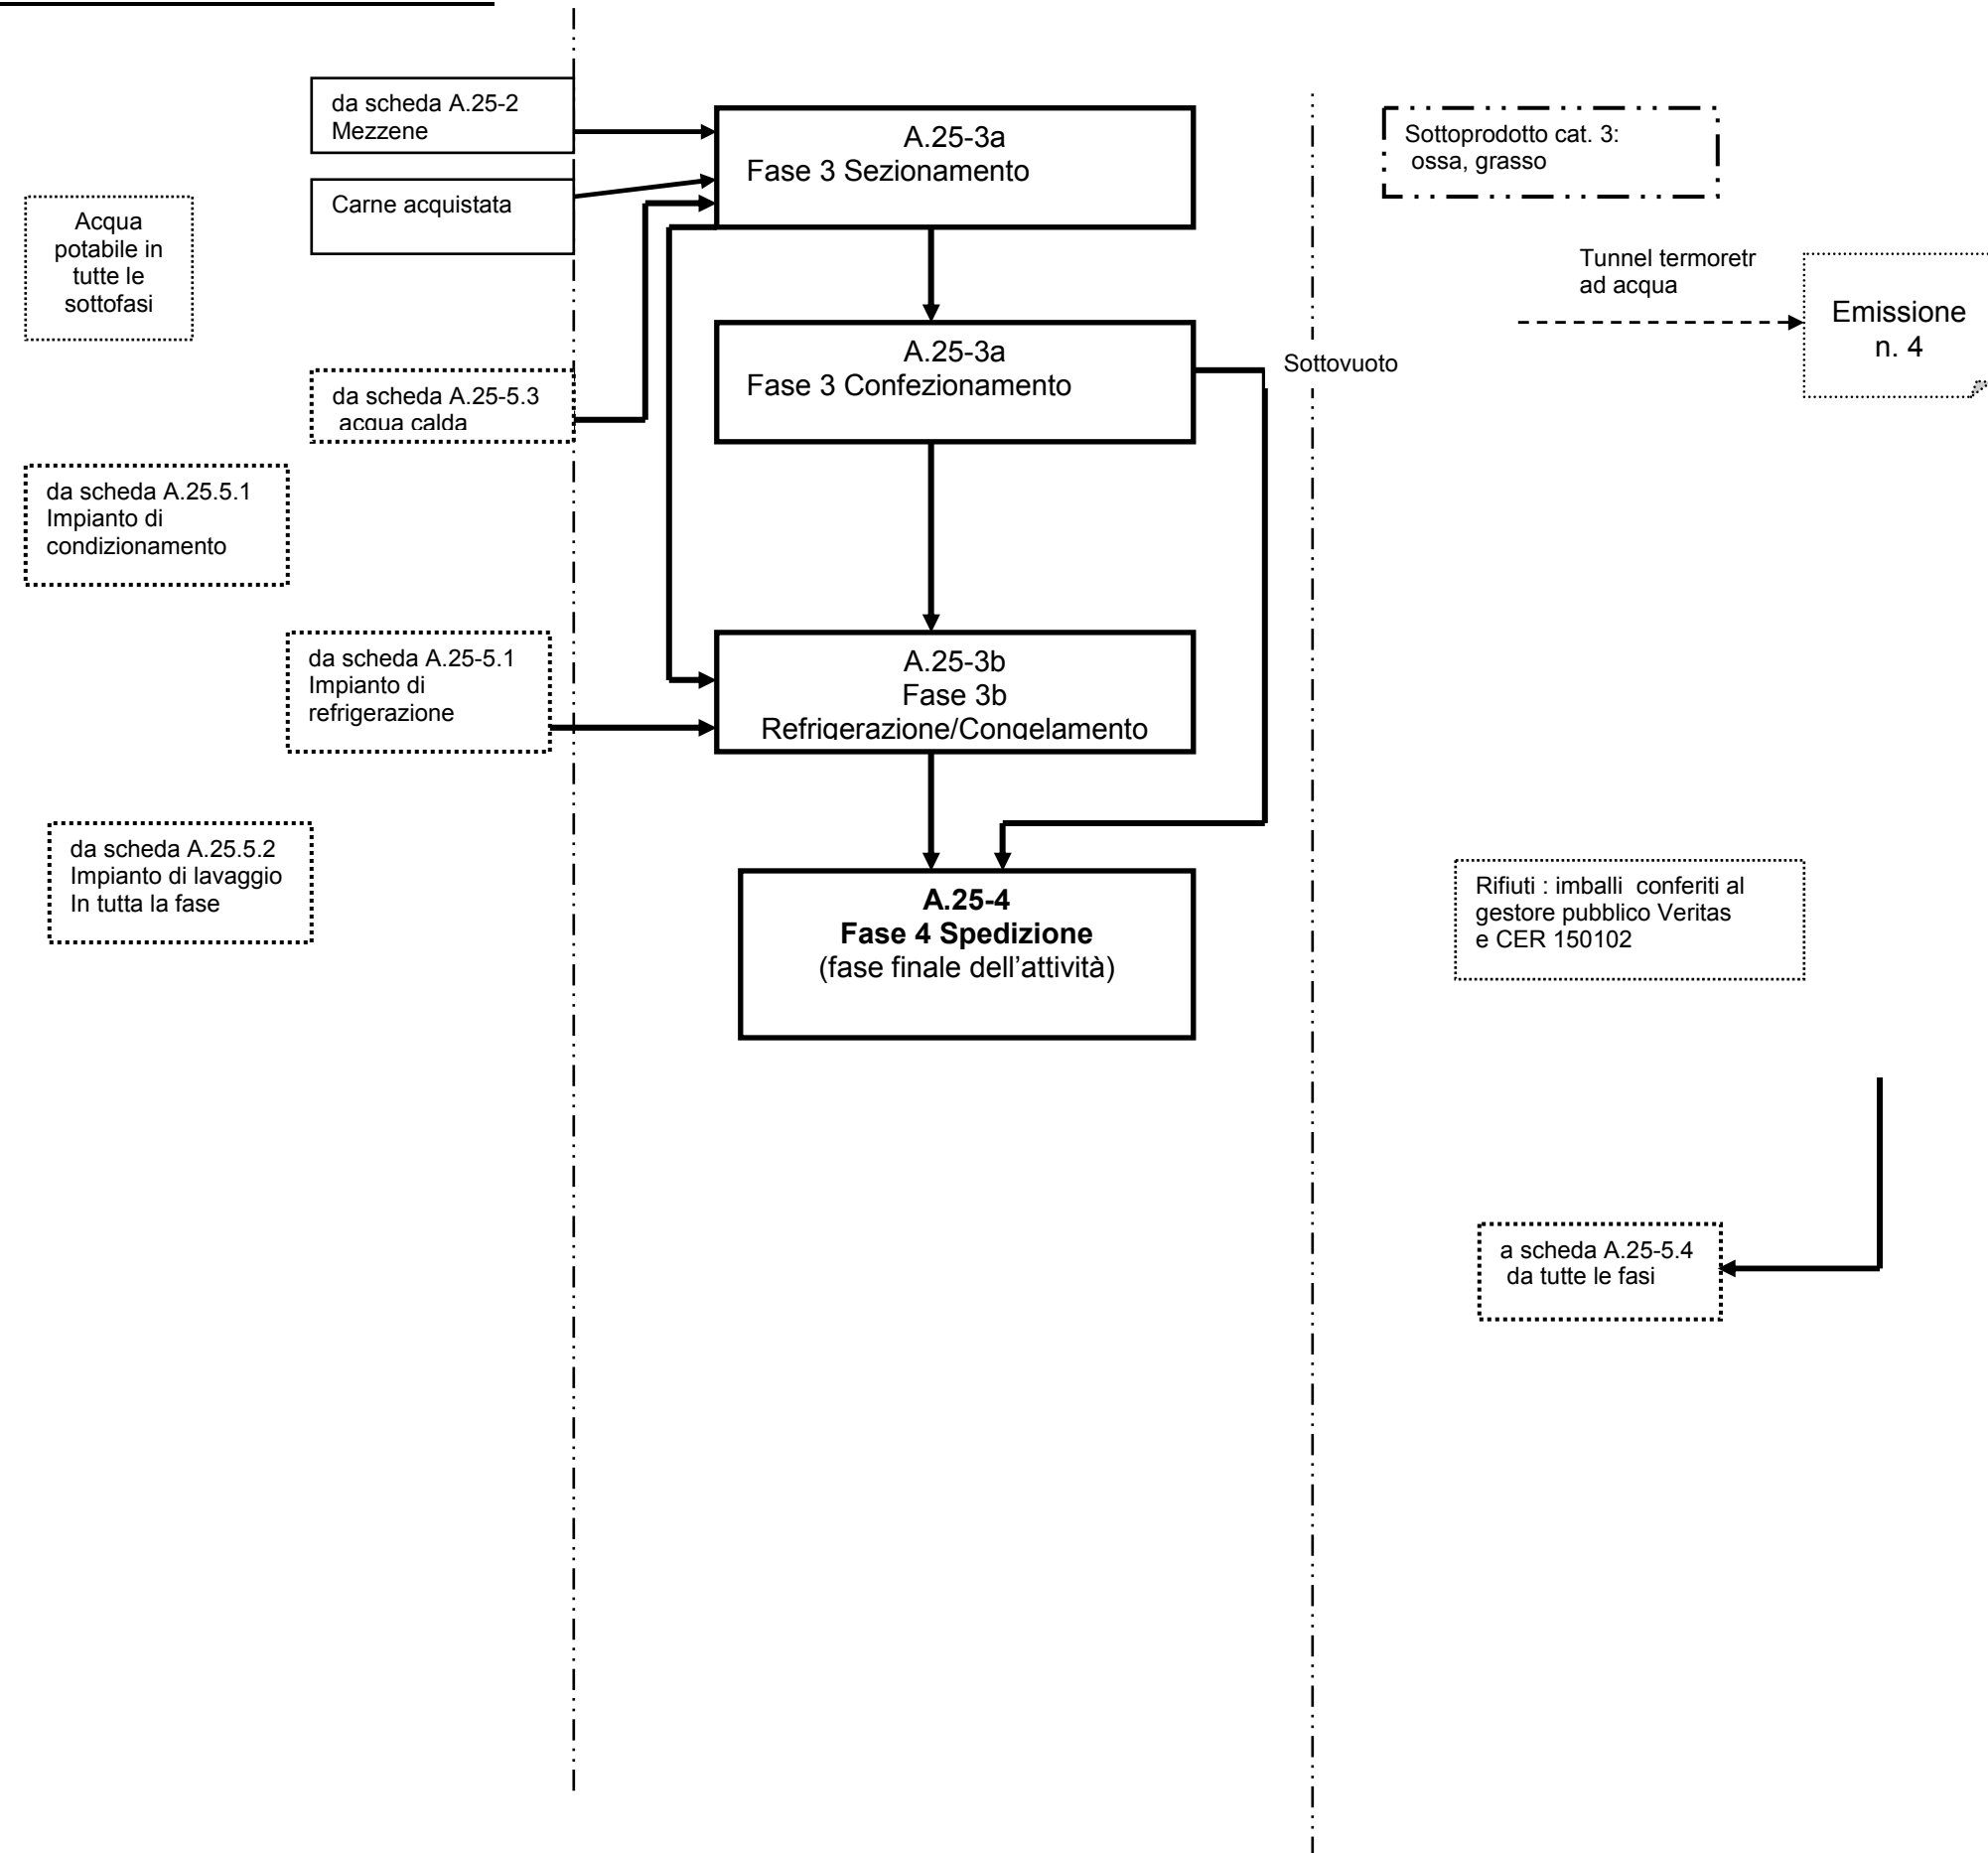 da scheda A.25-2
Mezzene
Carne acquistata
Acqua
potabile in
tutte le
sottofasi
da scheda A.25-5.3
acqua calda
da scheda A.25.5.1
Impianto di
condizionamento
da scheda A.25-5.1
Impianto di
refrigerazione
da scheda A.25.5.2
Impianto di lavaggio
In tutta la fase
A.25-3a
Fase 3 Sezionamento
A.25-3a
Fase 3 Confezionamento
Sottovuoto
A.25-3b
Fase 3b
Refrigerazione/Congelamento
A.25-4
Fase 4 Spedizione
(fase finale dell’attività)
Sottoprodotto cat. 3:
ossa, grasso
Tunnel termoretr
ad acqua
Emissione
n. 4
Rifiuti : imballi  conferiti al
gestore pubblico Veritas
e CER 150102
a scheda A.25-5.4
da tutte le fasi